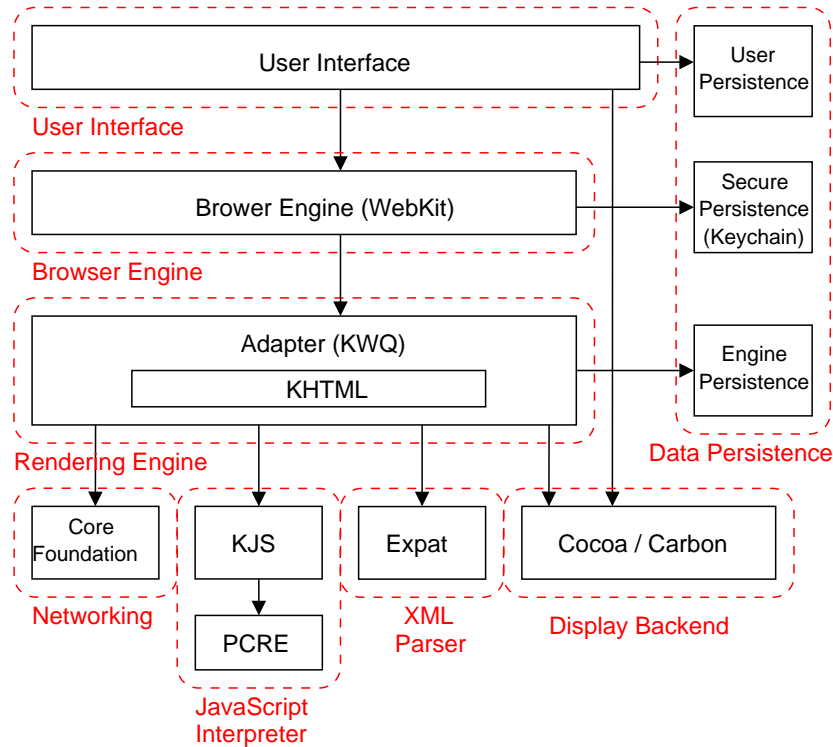 User Interface
User
Persistence
User Interface
Brower Engine (WebKit)
Secure
Persistence
(Keychain)
Browser Engine
Adapter (KWQ)
KHTML
Engine
Persistence
Rendering Engine
Data Persistence
Core
Foundation
KJS
Expat
Cocoa / Carbon
Networking
PCRE
XML
Parser
Display Backend
JavaScript
Interpreter